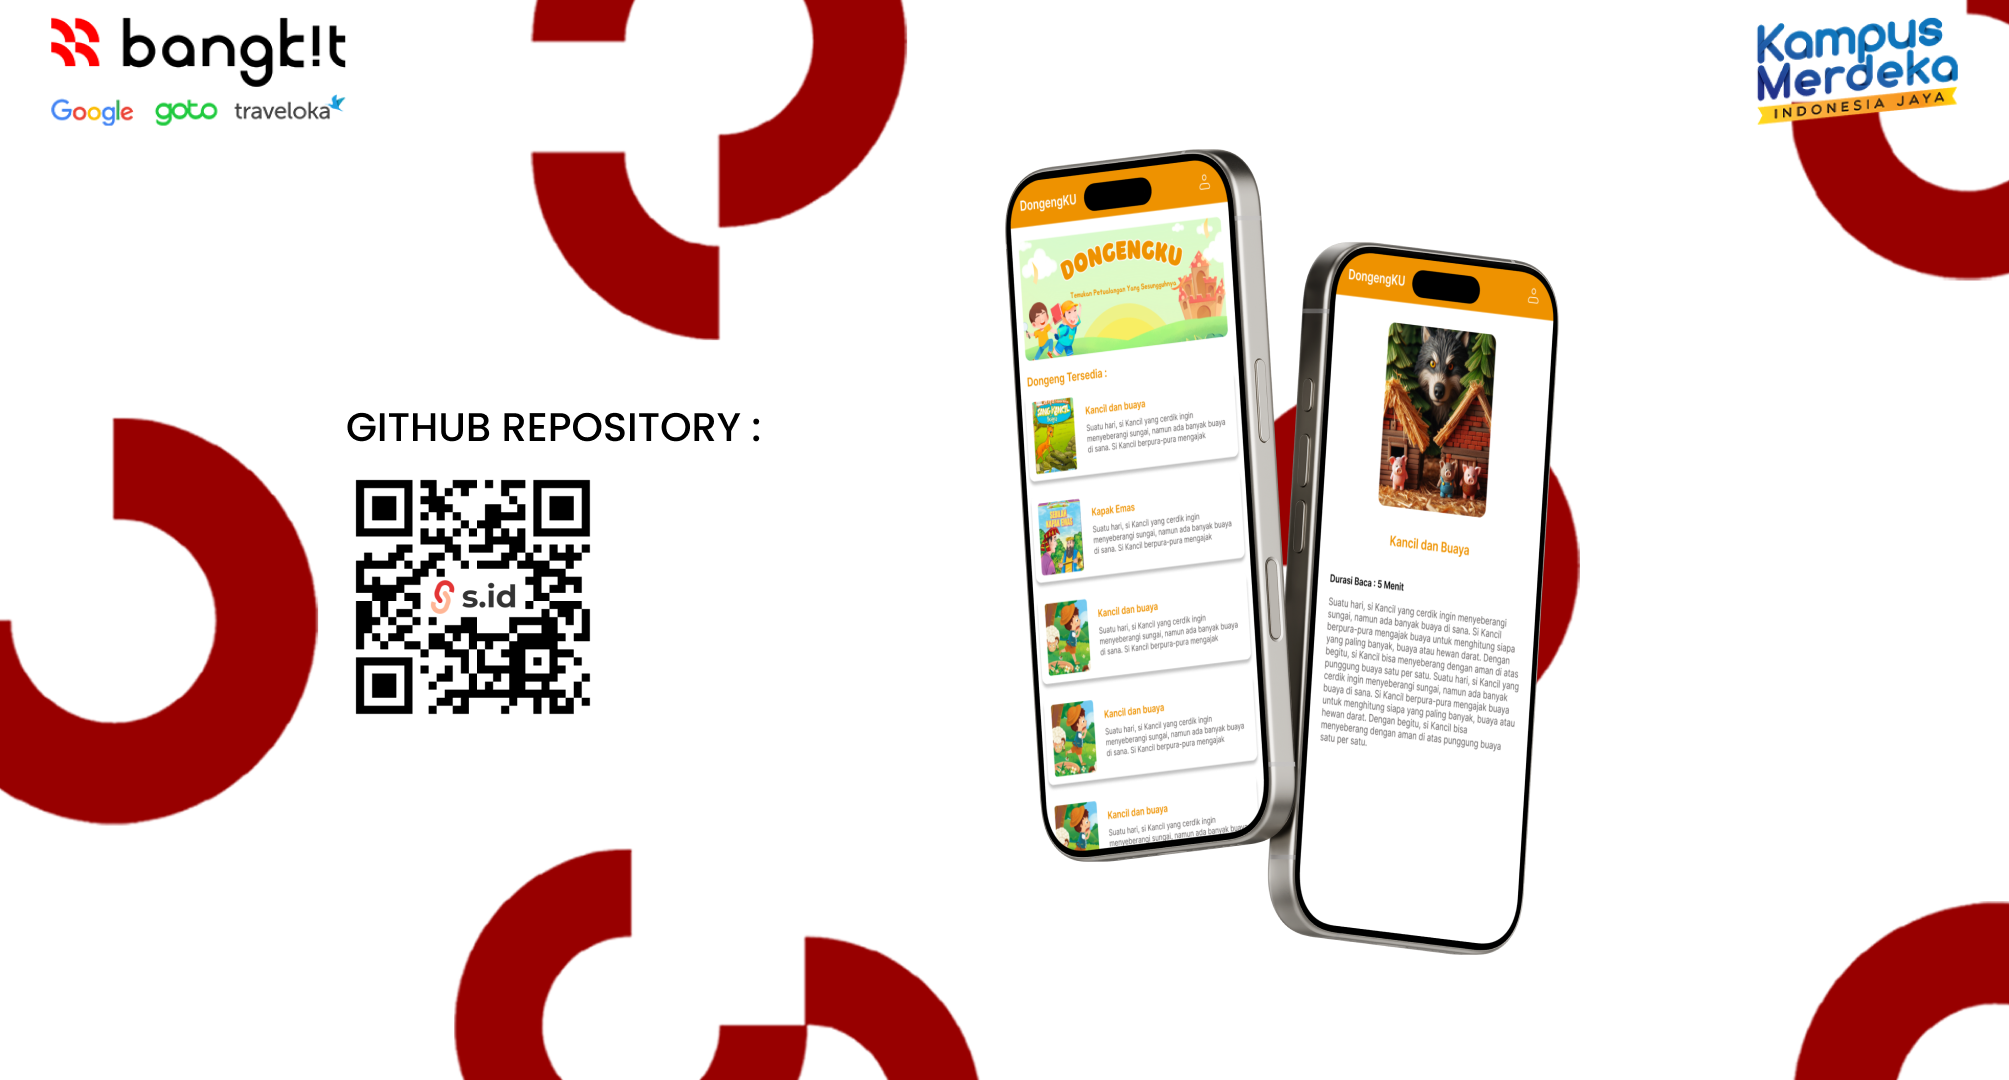 bangk!t
Google goto traveloka
Kampus
Merdeka
INDONESIA JAYA
GITHUB REPOSITORY :
s.id
DongengKU
DONGENGKU
Temukan Petualangan Yang Sesungguhnya
Dongeng Tersedia :
SANG KANCIL
Kancil dan buaya
Suatu hari, si Kancil yang cerdik ingin
menyeberangi sungai, namun ada banyak buaya
di sana. Si Kancil berpura-pura mengajak
KAPAK EMAS
Kapak Emas
Suatu hari, si Kancil yang cerdik ingin
menyeberangi sungai, namun ada banyak buaya
di sana. Si Kancil berpura-pura mengajak
Kancil dan buaya
Suatu hari, si Kancil yang cerdik ingin
menyeberangi sungai, namun ada banyak buaya
di sana. Si Kancil berpura-pura mengajak
Kancil dan buaya
Suatu hari, si Kancil yang cerdik ingin
menyeberangi sungai, namun ada banyak buaya
di sana. Si Kancil berpura-pura mengajak
Kancil dan buaya
Suatu hari, si Kancil yang cerdik ingin
menyeberangi sungai, namun ada banyak buaya
DongengKU
Kancil dan Buaya
Durasi Baca : 5 Menit
Suatu hari, si Kancil yang cerdik ingin menyeberangi
sungai, namun ada banyak buaya di sana. Si Kancil
berpura-pura mengajak buaya untuk menghitung siapa
yang paling banyak, buaya atau hewan darat. Dengan
begitu, si Kancil bisa menyeberang dengan aman di atas
punggung buaya satu per satu. Suatu hari, si Kancil yang
cerdik ingin menyeberangi sungai, namun ada banyak
buaya di sana. Si Kancil berpura-pura mengajak buaya
untuk menghitung siapa yang paling banyak, buaya atau
hewan darat. Dengan begitu, si Kancil bisa
menyeberang dengan aman di atas punggung buaya
satu per satu.